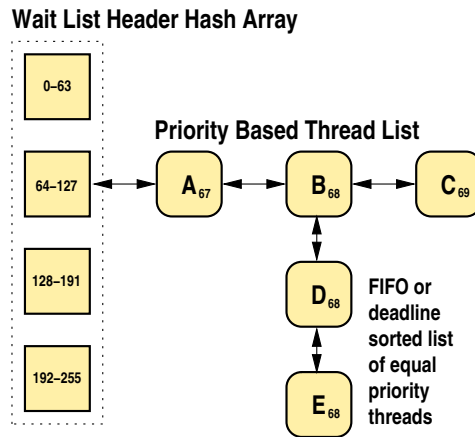 Wait List Header Hash Array
0–63
Priority Based Thread List
64–127
A67
B68
C69
128–191
D68
FIFO or
deadline
sorted list
of equal
priority
threads
192–255
E68